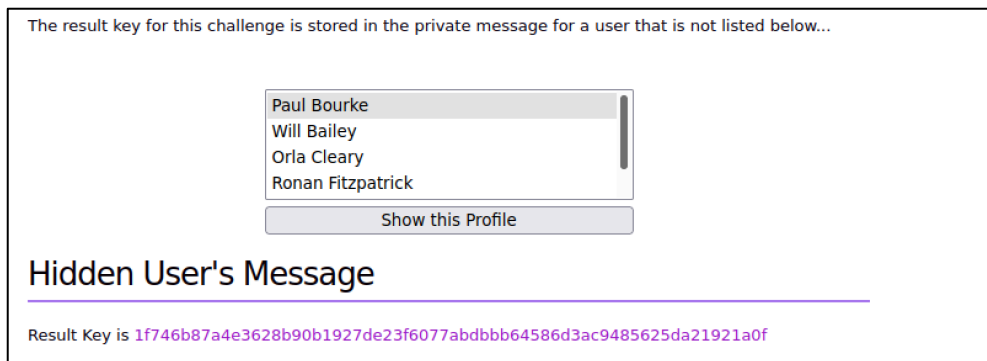 The result key for this challenge is stored in the private message for a user that is not listed below...
Paul Bourke
Will Bailey
Orla Cleary
Ronan Fitzpatrick
Show this Profile
Hidden User's Message
Result Key is 1f746b87a4e3628b90b1927de23f6077abdbbb64586d3ac9485625da21921a0f